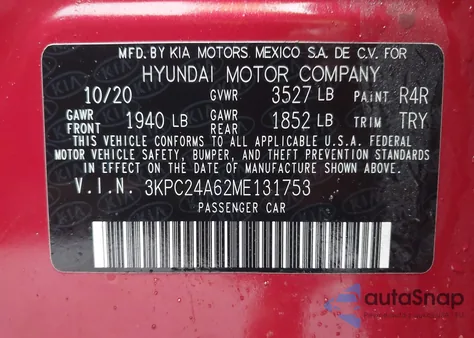 MFD. BY KIA MOTORS MEXICO S.A. DE C.V. FOR
HYUNDAI MOTOR COMPANY
10/20 GVWR 3527 LB PAINT R4R
GAWR FRONT 1940 LB GAWR REAR 1852 LB TRIM TRY
THIS VEHICLE CONFORMS TO ALL APPLICABLE U.S.A. FEDERAL
MOTOR VEHICLE SAFETY, BUMPER, AND THEFT PREVENTION STANDARDS
IN EFFECT ON THE DATE OF MANUFACTURE SHOWN ABOVE.
V.I.N. 3KPC24A62ME131753
PASSENGER CAR
autoSnap